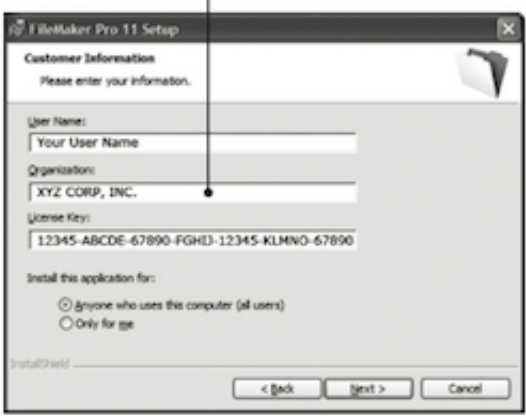 FileMaker Pro 11 Setup
Customer Information
Please enter your information.
User Name:
Your User Name
Organization:
XYZ CORP, INC.
License Key:
12345-ABCDE-67890-FGHIJ-12345-KLMNO-67890
Install this application for:
Anyone who uses this computer (all users)
Only for me
InstallShield
< Back
Next >
Cancel